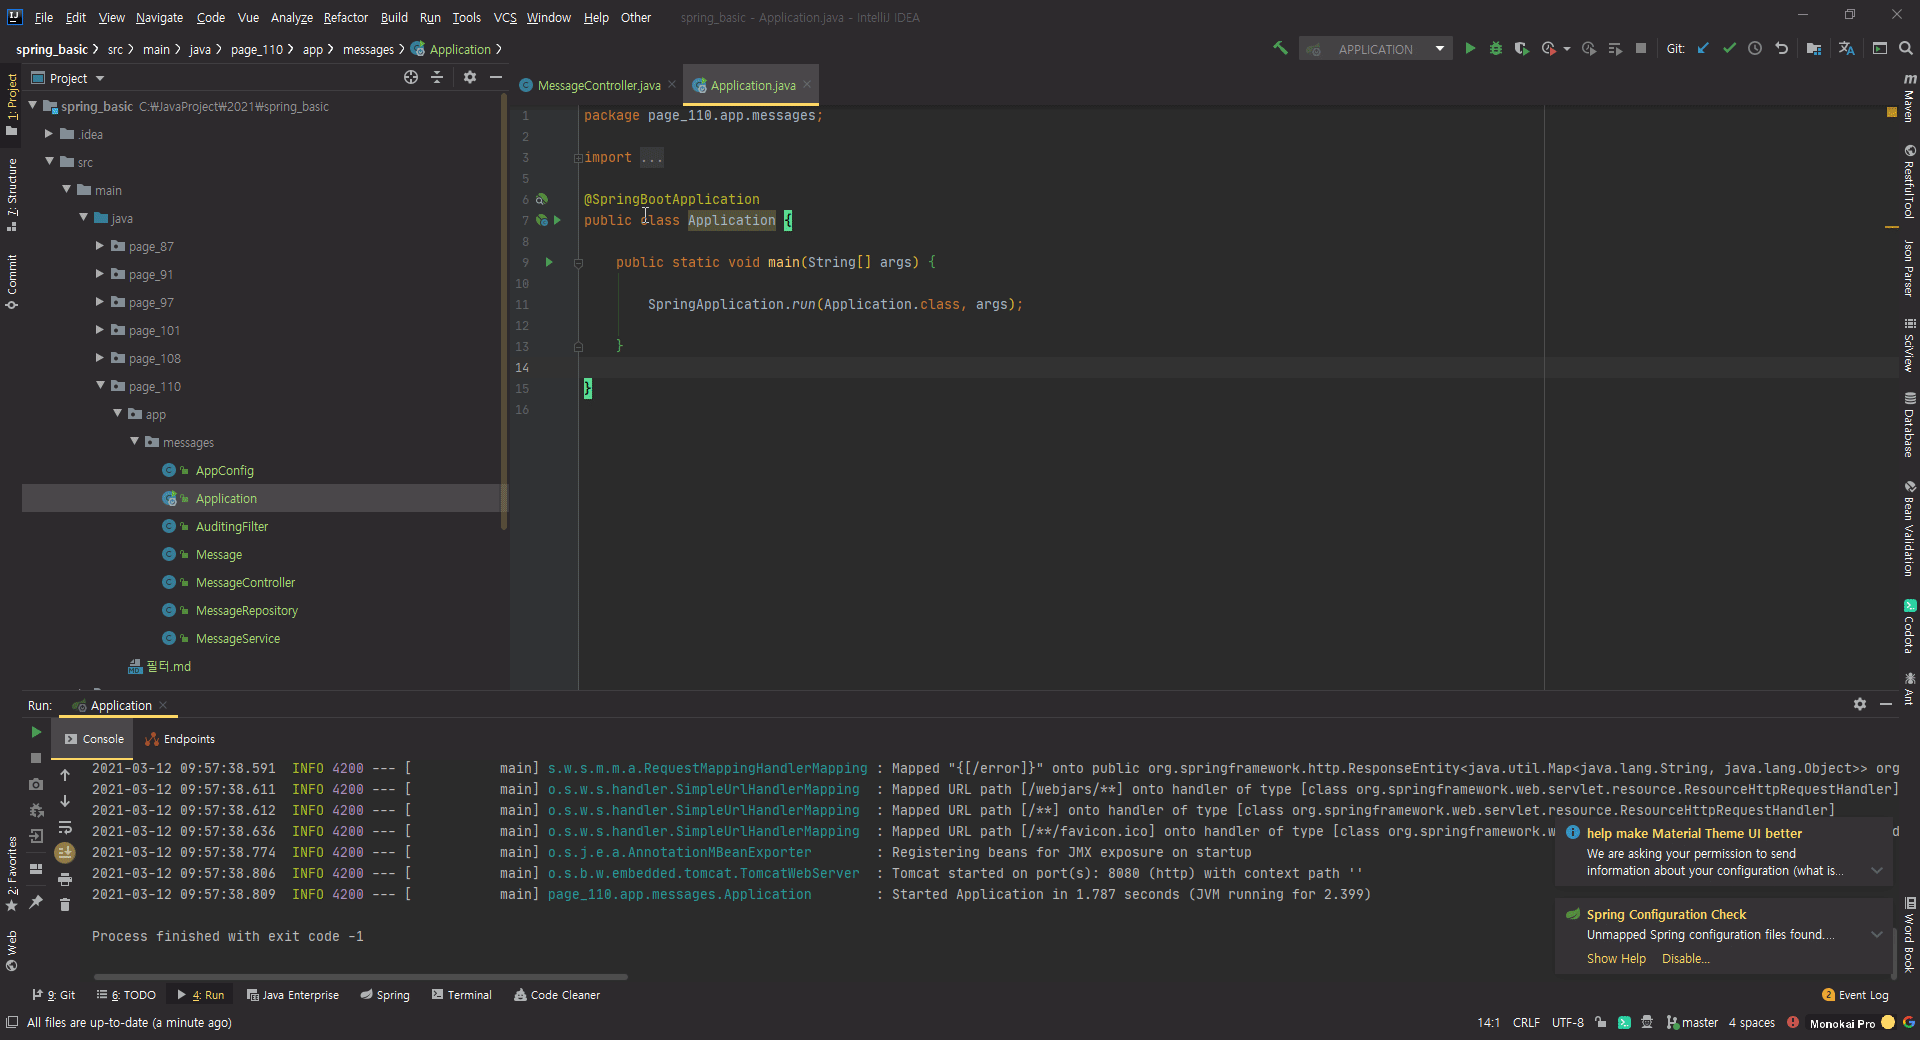 File Edit View Navigate Code Vue Analyze Refactor Build Run Tools VCS Window Help Other spring_basic - Application.java - IntelliJ IDEA
spring_basic src main java page_110 app messages Application APPLICATION Git:
Project
MessageController.java Application.java
spring_basic C:₩JavaProject₩2021₩spring_basic
.idea
src
main
java
page_87
page_91
page_97
page_101
page_108
page_110
app
messages
AppConfig
Application
AuditingFilter
Message
MessageController
MessageRepository
MessageService
필터.md
1 package page_110.app.messages;
2
3 import ...
5
6 @SpringBootApplication
7 public class Application {
8
9 public static void main(String[] args) {
10
11 SpringApplication.run(Application.class, args);
12
13 }
14
15 }
16
1: Project
7: Structure
Commit
2: Favorites
Web
Maven
RestfulTool
Json Parser
SciView
Database
Bean Validation
Codota
Ant
Word Book
Run: Application
Console Endpoints
2021-03-12 09:57:38.591 INFO 4200 --- [ main] s.w.s.m.m.a.RequestMappingHandlerMapping : Mapped "{[/error]}" onto public org.springframework.http.ResponseEntity<java.util.Map<java.lang.String, java.lang.Object>> org
2021-03-12 09:57:38.611 INFO 4200 --- [ main] o.s.w.s.handler.SimpleUrlHandlerMapping : Mapped URL path [/webjars/**] onto handler of type [class org.springframework.web.servlet.resource.ResourceHttpRequestHandler]
2021-03-12 09:57:38.612 INFO 4200 --- [ main] o.s.w.s.handler.SimpleUrlHandlerMapping : Mapped URL path [/**] onto handler of type [class org.springframework.web.servlet.resource.ResourceHttpRequestHandler]
2021-03-12 09:57:38.636 INFO 4200 --- [ main] o.s.w.s.handler.SimpleUrlHandlerMapping : Mapped URL path [/**/favicon.ico] onto handler of type [class org.springframework.w
2021-03-12 09:57:38.774 INFO 4200 --- [ main] o.s.j.e.a.AnnotationMBeanExporter : Registering beans for JMX exposure on startup
2021-03-12 09:57:38.806 INFO 4200 --- [ main] o.s.b.w.embedded.tomcat.TomcatWebServer : Tomcat started on port(s): 8080 (http) with context path ''
2021-03-12 09:57:38.809 INFO 4200 --- [ main] page_110.app.messages.Application : Started Application in 1.787 seconds (JVM running for 2.399)
Process finished with exit code -1
help make Material Theme UI better
We are asking your permission to send
information about your configuration (what is...
Spring Configuration Check
Unmapped Spring configuration files found....
Show Help Disable...
9: Git 6: TODO 4: Run Java Enterprise Spring Terminal Code Cleaner 2 Event Log
All files are up-to-date (a minute ago) 14:1 CRLF UTF-8 master 4 spaces Monokai Pro